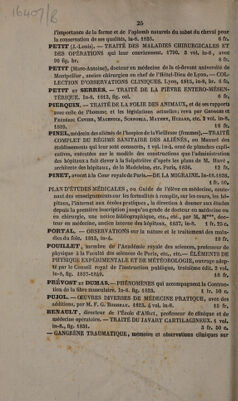 16407/R
25
l'importance de la forme et de l'aplomb naturels du sabot du cheval pour
la conservation de ses qualités, in-8, 1835. 6 fr.
PETIT (J.-Louis). — TRAITÉ DES MALADIES CHIRURGICALES ET
DES OPÉRATIONS qui leur conviennent. 1790. 3 vol. in-8, avec
90 fig. br. 8 fr.
PETIT (Marc-Antoine), docteur en médecine de la ci-devant université de
Montpellier, ancien chirurgien en chef de l'Hôtel-Dieu de Lyon. — COL-
LECTION D'OBSERVATIONS CLINIQUES. Lyon, 1815, in-8, br. 6 fr.
PETIT et SERRES. — TRAITÉ DE LA FIÈVRE ENTERO-MÉSEN-
TÉRIQUE. In-8. 1813, fig. col. 6 fr.
PIERQUIN. — TRAITÉ DE LA FOLIE DES ANIMAUX, et de ses rapports
avec celle de l'homme, et les législations actuelles; revu par Georges et
Frédéric Cuvier, Magendie, Schnoell, Mathey, Huzard, etc. 2 vol. in-8,
1839. fr.
PINEL, médecin des aliénés de l'hospice de la Vieillesse (femmes). — TRAITÉ
COMPLET DU RÉGIME SANITAIRE DES ALIÉNÉS, ou Manuel des
établissements qui leur sont consacrés, 1 vol. in-8, orné de planches expli-
catives, exécutées sur le modèle des constructions que l'administration
des hôpitaux a fait élever à la Salpêtrière d'après les plans de M. Huvé,
architecte des hôpitaux, de la Madeleine, etc. Paris, 1836. 12 fr.
PINET, avocat à la Cour royale de Paris. — DE LA MIGRAINE. In-12.1838.
1 fr.
PLAN D'ÉTUDES MÉDICALES, ou Guide de l'élève en médecine, conte-
nant des renseignements sur les formalités à remplir, sur les cours, les hô-
pitaux, l'internat aux écoles pratiques, la direction à donner aux études
depuis la première inscription jusqu'au grade de docteur en médecine ou
en chirurgie, une notice bibliographique, etc., etc., par M. M***, doc-
teur en médecine, ancien interne des hôpitaux, 1837, in-8. 1 fr. 25 c.
PORTAL. — OBSERVATIONS sur la nature et le traitement des mala-
dies du foie. 1813, in-4. 18 fr.
POUILLET, membre de l'Académie royale des sciences, professeur de
physique à la Faculté des sciences de Paris, etc., etc. — ÉLÉMENTS DE
PHYSIQUE EXPÉRIMENTALE ET DE MÉTÉOROLOGIE, ouvrage adop-
té par le Conseil royal de l'instruction publique, troisième édit., 2 vol.
in-8, fig. 1837-1838. 18 fr.
PRÉVOST et DUMAS. — PHÉNOMÈNES qui accompagnent la Contrac-
tion de la fibre musculaire. In-8. fig. 1823. 1 fr. 50 c.
PUJOL. — ŒUVRES DIVERSES DE MÉDECINE PRATIQUE, avec des
additions, par M. F. G. Boisseau, 1823. 4 vol. in-8. 18 fr.
RENAULT, directeur de l'École d'Alfort, professeur de clinique et de
médecine opératoire. — TRAITÉ DU JAVART CARTILAGINEUX. 1 vol.
in-8, fig. 1831. 3 fr. 50 c.
— GANGRÈNE TRAUMATIQUE, mémoire et observations cliniques sur